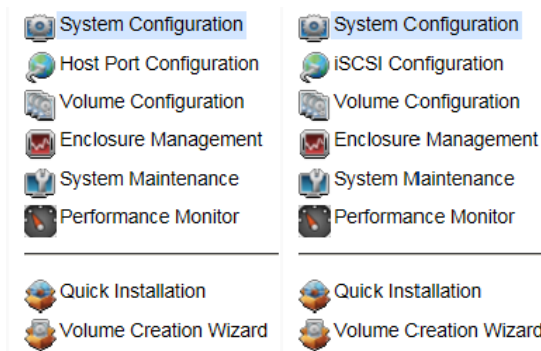 System Configuration
Host Port Configuration
Volume Configuration
Enclosure Management
System Maintenance
Performance Monitor
Quick Installation
Volume Creation Wizard
System Configuration
iSCSI Configuration
Volume Configuration
Enclosure Management
System Maintenance
Performance Monitor
Quick Installation
Volume Creation Wizard